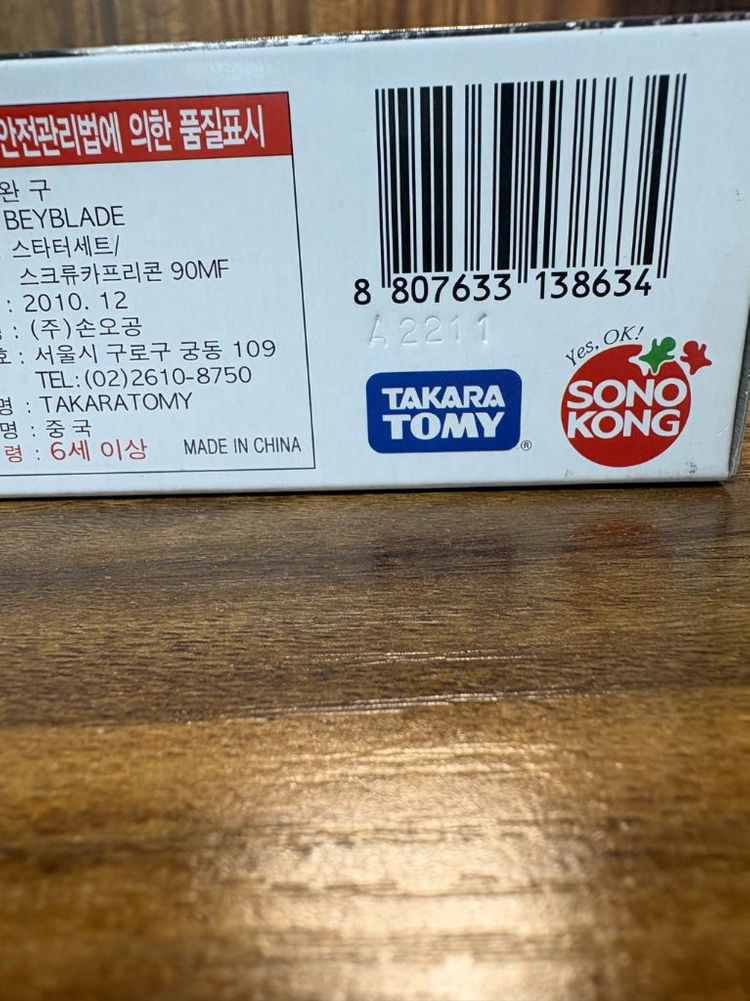 안전관리법에 의한 품질표시
완구
BEYBLADE
스타터세트/
스크류카프리콘 90MF
: 2010. 12
: (주)손오공
호 : 서울시 구로구 궁동 109
TEL:(02)2610-8750
명 : TAKARATOMY
명 : 중국
령 : 6세 이상 MADE IN CHINA
8 807633 138634
A2211
TAKARA
TOMY
®
Yes, OK!
SONO
KONG